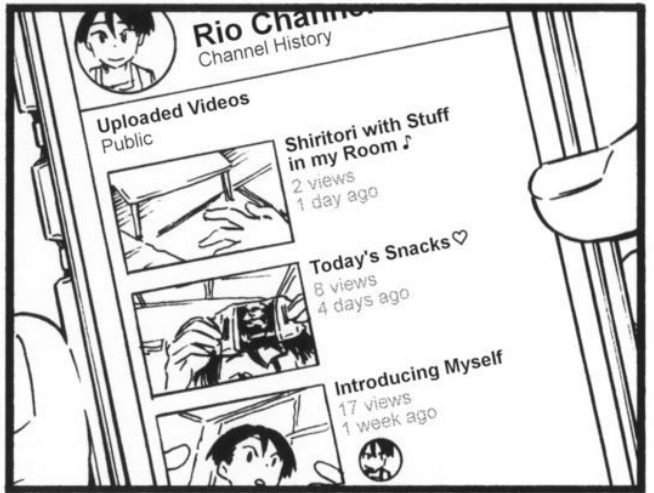 Rio Channel
Channel History
Uploaded Videos
Public
Shiritori with Stuff
in my Room ♪
2 views
1 day ago
Today's Snacks♡
8 views
4 days ago
Introducing Myself
17 views
1 week ago